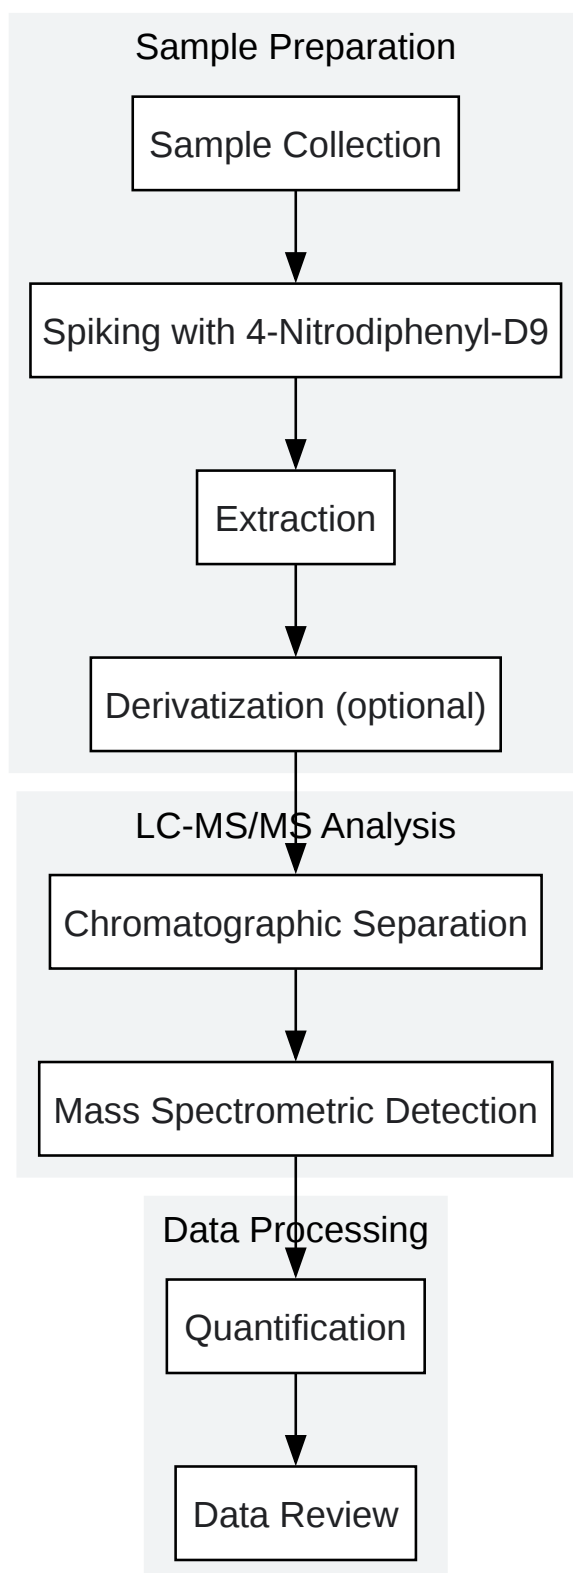 Sample Preparation
Sample Collection
Spiking with 4-Nitrodiphenyl-D9
Extraction
Derivatization (optional)
LC-MS/MS Analysis
Chromatographic Separation
Mass Spectrometric Detection
Data Processing
Quantification
Data Review